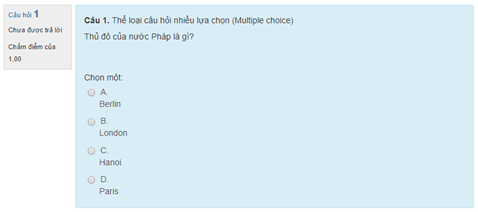 Câu hỏi 1
Chưa được trả lời
Chấm điểm của
1,00
Câu 1. Thể loại câu hỏi nhiều lựa chọn (Multiple choice)
Thủ đô của nước Pháp là gì?
Chọn một:
A.
Berlin
B.
London
C.
Hanoi
D.
Paris